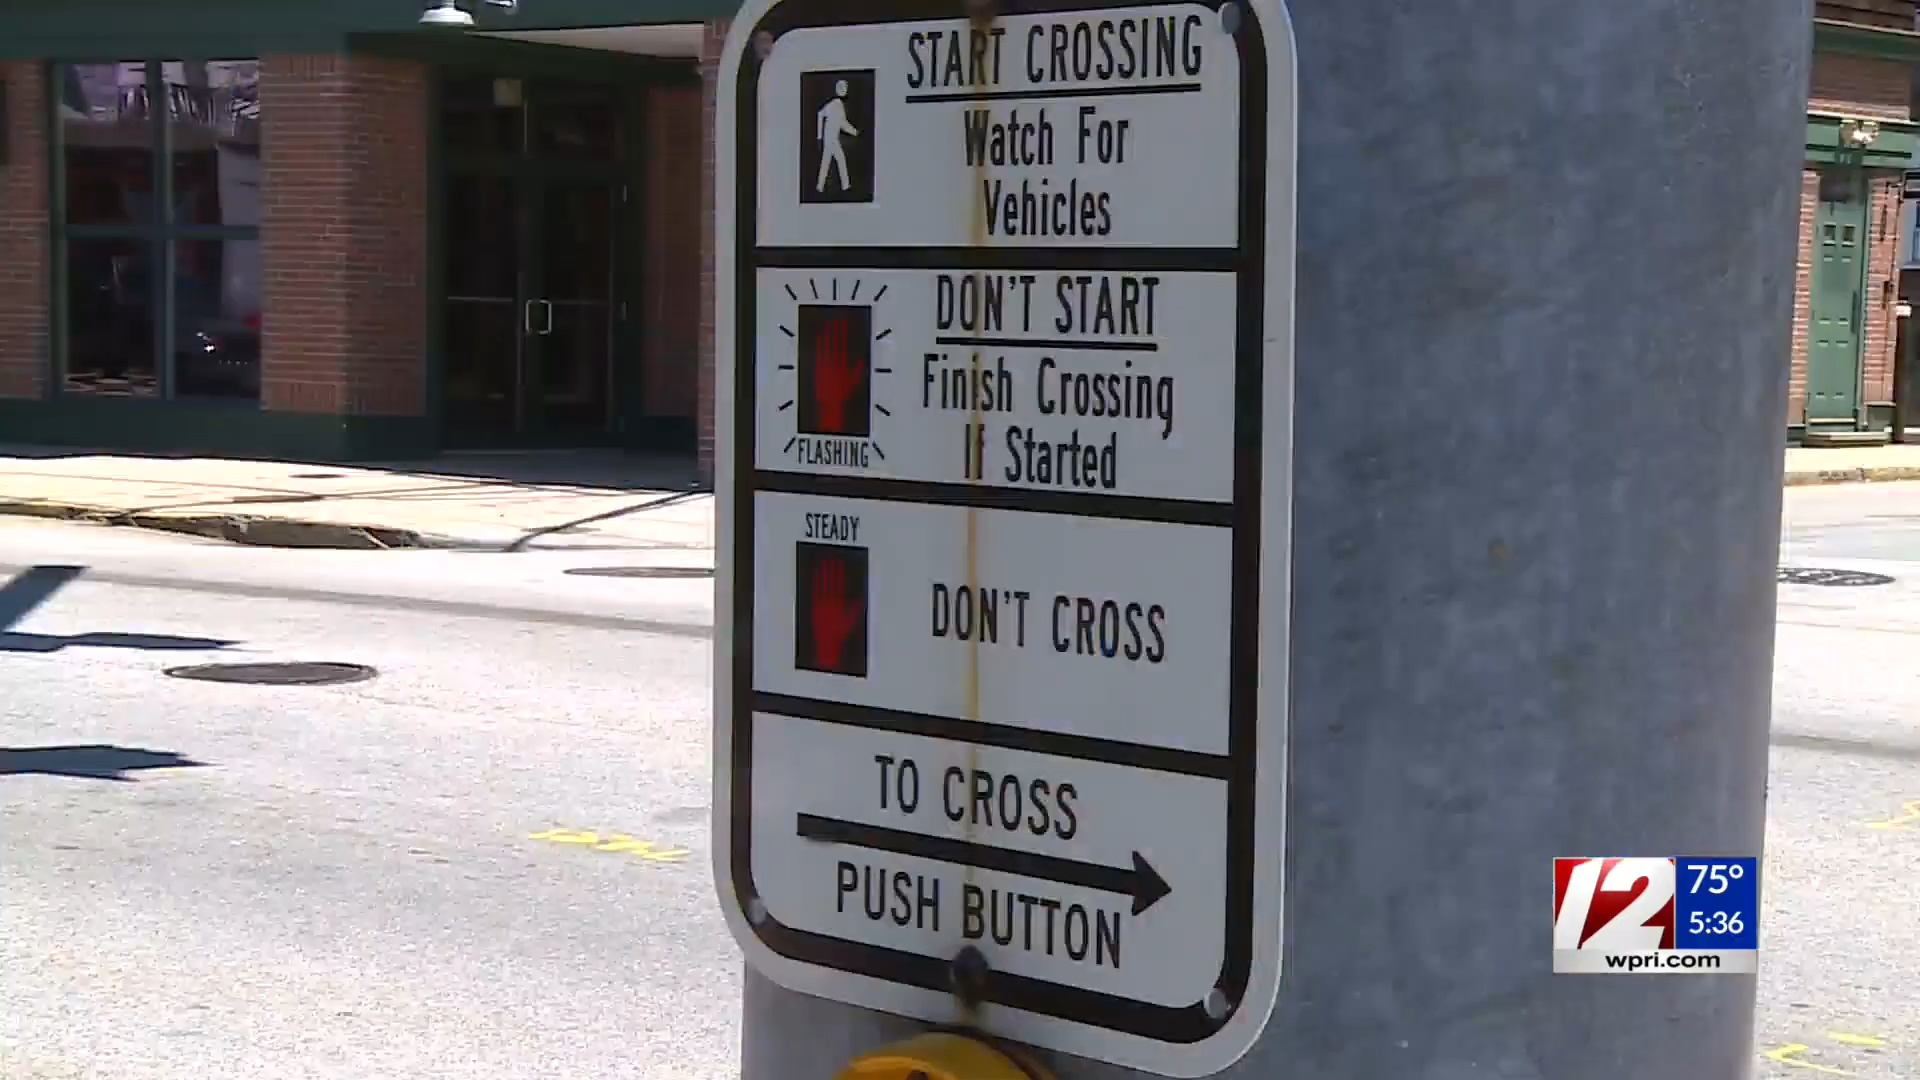 START CROSSING
Watch For
Vehicles
DON'T START
Finish Crossing
If Started
FLASHING
STEADY
DON'T CROSS
TO CROSS
PUSH BUTTON
12
75°
5:36
wpri.com